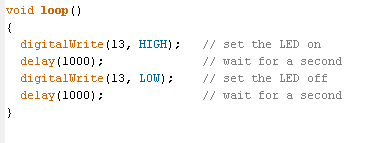 void loop()
{
  digitalWrite(13, HIGH);   // set the LED on
  delay(1000);              // wait for a second
  digitalWrite(13, LOW);    // set the LED off
  delay(1000);              // wait for a second
}